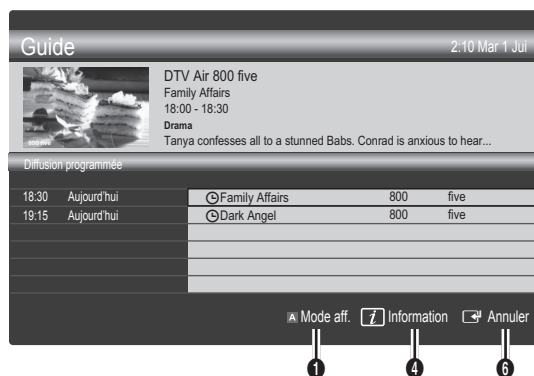 Guide 2:10 Mar 1 Jui
DTV Air 800 five
Family Affairs
18:00 - 18:30
Drama
Tanya confesses all to a stunned Babs. Conrad is anxious to hear...
800 five
Diffusion programmée
18:30 Aujourd'hui Family Affairs 800 five
19:15 Aujourd'hui Dark Angel 800 five
A Mode aff. i Information Annuler
1 4 6